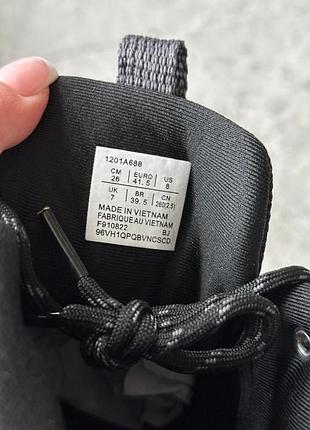 1201A688
CM EURO US
26 41.5 8
UK BR CN
7 39.5 260(2.5)
MADE IN VIETNAM
FABRIQUE AU VIETNAM
F910822 BJ
96VH1QPQBVNCSCD